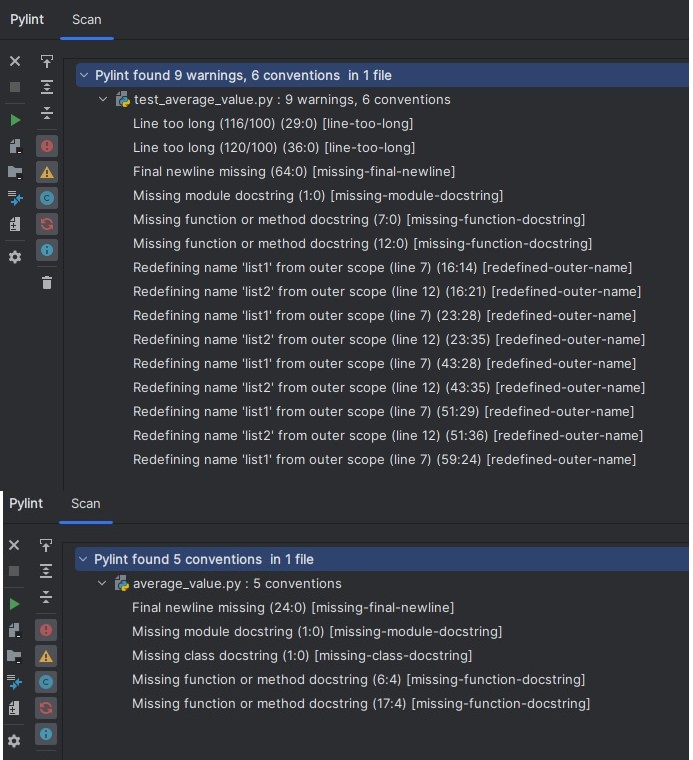 Pylint Scan
Pylint found 9 warnings, 6 conventions in 1 file
test_average_value.py : 9 warnings, 6 conventions
Line too long (116/100) (29:0) [line-too-long]
Line too long (120/100) (36:0) [line-too-long]
Final newline missing (64:0) [missing-final-newline]
Missing module docstring (1:0) [missing-module-docstring]
Missing function or method docstring (7:0) [missing-function-docstring]
Missing function or method docstring (12:0) [missing-function-docstring]
Redefining name 'list1' from outer scope (line 7) (16:14) [redefined-outer-name]
Redefining name 'list2' from outer scope (line 12) (16:21) [redefined-outer-name]
Redefining name 'list1' from outer scope (line 7) (23:28) [redefined-outer-name]
Redefining name 'list2' from outer scope (line 12) (23:35) [redefined-outer-name]
Redefining name 'list1' from outer scope (line 7) (43:28) [redefined-outer-name]
Redefining name 'list2' from outer scope (line 12) (43:35) [redefined-outer-name]
Redefining name 'list1' from outer scope (line 7) (51:29) [redefined-outer-name]
Redefining name 'list2' from outer scope (line 12) (51:36) [redefined-outer-name]
Redefining name 'list1' from outer scope (line 7) (59:24) [redefined-outer-name]
Pylint Scan
Pylint found 5 conventions in 1 file
average_value.py : 5 conventions
Final newline missing (24:0) [missing-final-newline]
Missing module docstring (1:0) [missing-module-docstring]
Missing class docstring (1:0) [missing-class-docstring]
Missing function or method docstring (6:4) [missing-function-docstring]
Missing function or method docstring (17:4) [missing-function-docstring]